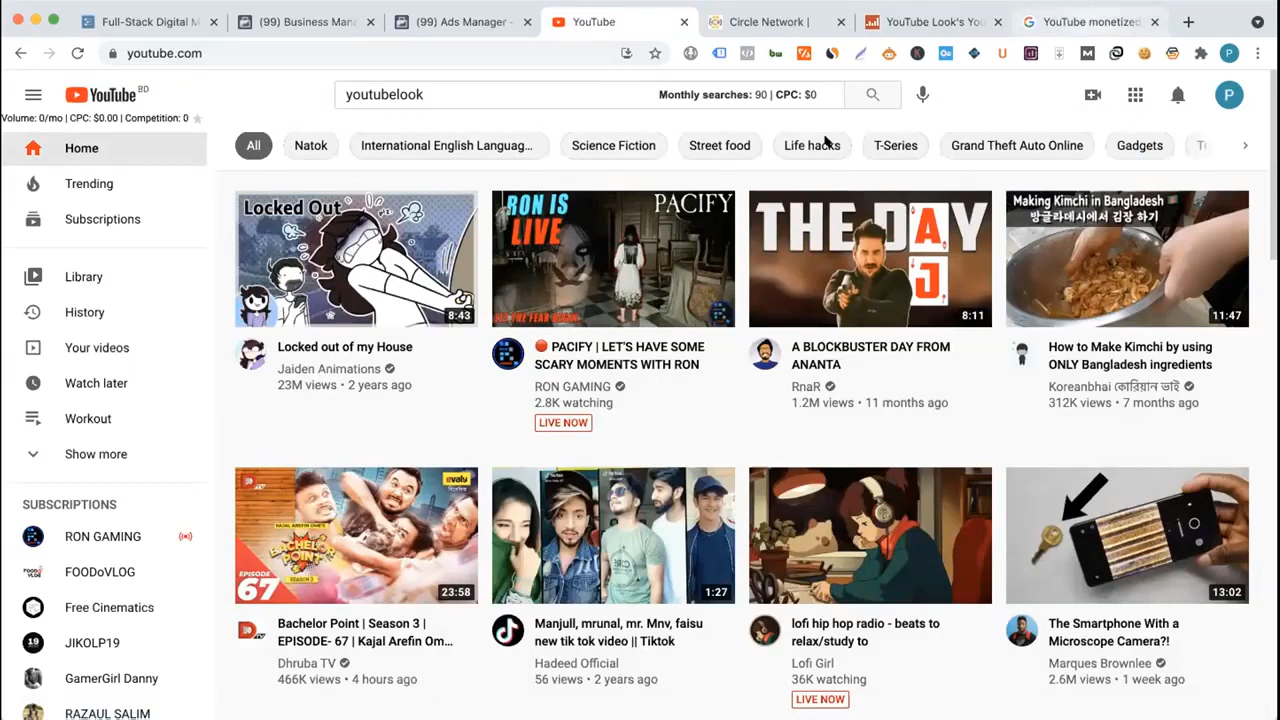 Full-Stack Digital M
(99) Business Man
(99) Ads Manager -
YouTube
Circle Network |
YouTube Look's You
YouTube monetized
youtube.com
YouTube BD
youtubelook
Monthly searches: 90 | CPC: $0
P
Volume: 0/mo | CPC: $0.00 | Competition: 0
Home
Trending
Subscriptions
Library
History
Your videos
Watch later
Workout
Show more
SUBSCRIPTIONS
RON GAMING
FOODoVLOG
Free Cinematics
JIKOLP19
GamerGirl Danny
RAZAUL SALIM
All
Natok
International English Languag...
Science Fiction
Street food
Life hacks
T-Series
Grand Theft Auto Online
Gadgets
Locked Out
8:43
Locked out of my House
Jaiden Animations
23M views • 2 years ago
RON IS
LIVE
PACIFY
PACIFY | LET'S HAVE SOME
SCARY MOMENTS WITH RON
RON GAMING
2.8K watching
LIVE NOW
THE DAY
A
J
8:11
A BLOCKBUSTER DAY FROM
ANANTA
RnaR
1.2M views • 11 months ago
Making Kimchi in Bangladesh
방글라데시에서 김장 하기
11:47
How to Make Kimchi by using
ONLY Bangladesh ingredients
Koreanbhai কোরিয়ান ভাই
312K views • 7 months ago
evaly
BACHELOR
POINT
EPISODE
67
23:58
Bachelor Point | Season 3 |
EPISODE- 67 | Kajal Arefin Om...
Dhruba TV
466K views • 4 hours ago
1:27
Manjull, mrunal, mr. Mnv, faisu
new tik tok video || Tiktok
Hadeed Official
56 views • 2 years ago
lofi hip hop radio - beats to
relax/study to
Lofi Girl
36K watching
LIVE NOW
13:02
The Smartphone With a
Microscope Camera?!
Marques Brownlee
2.6M views • 1 week ago